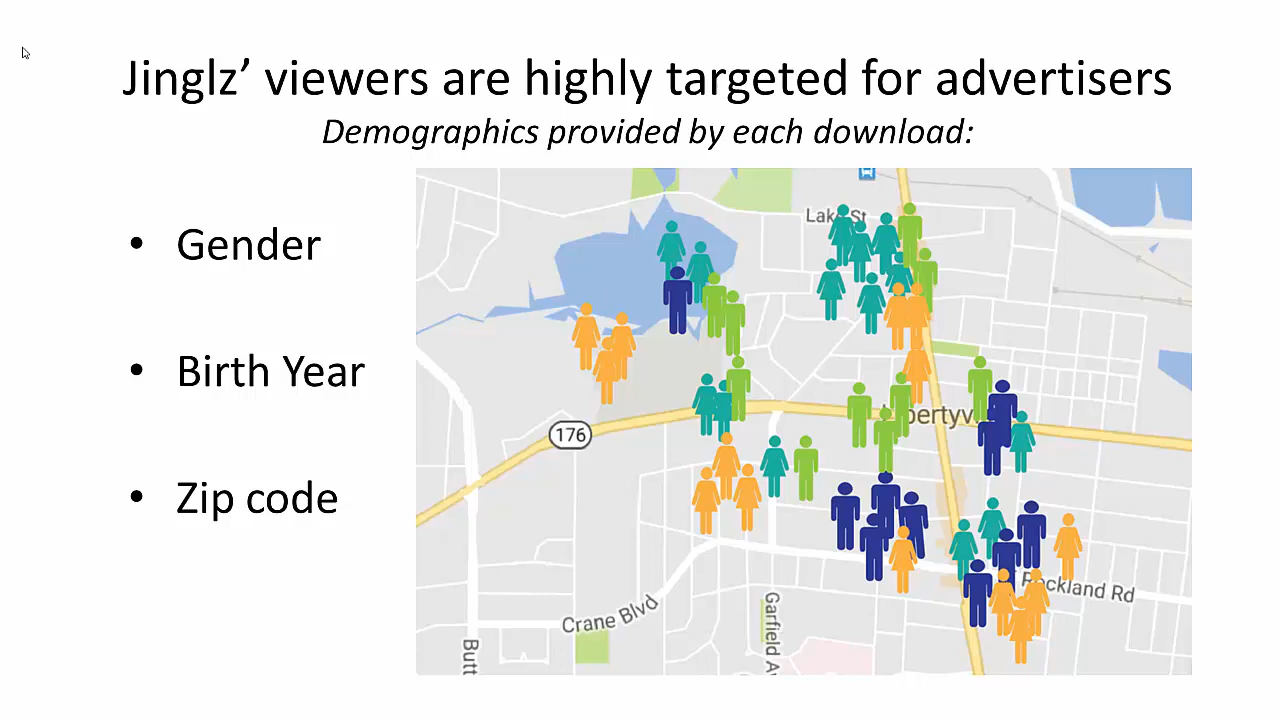 Jinglz’ viewers are highly targeted for advertisers
Demographics provided by each download:
• Gender
• Birth Year
• Zip code
Lake St
176
Crane Blvd
Garfield Av
Rockland Rd
Butt